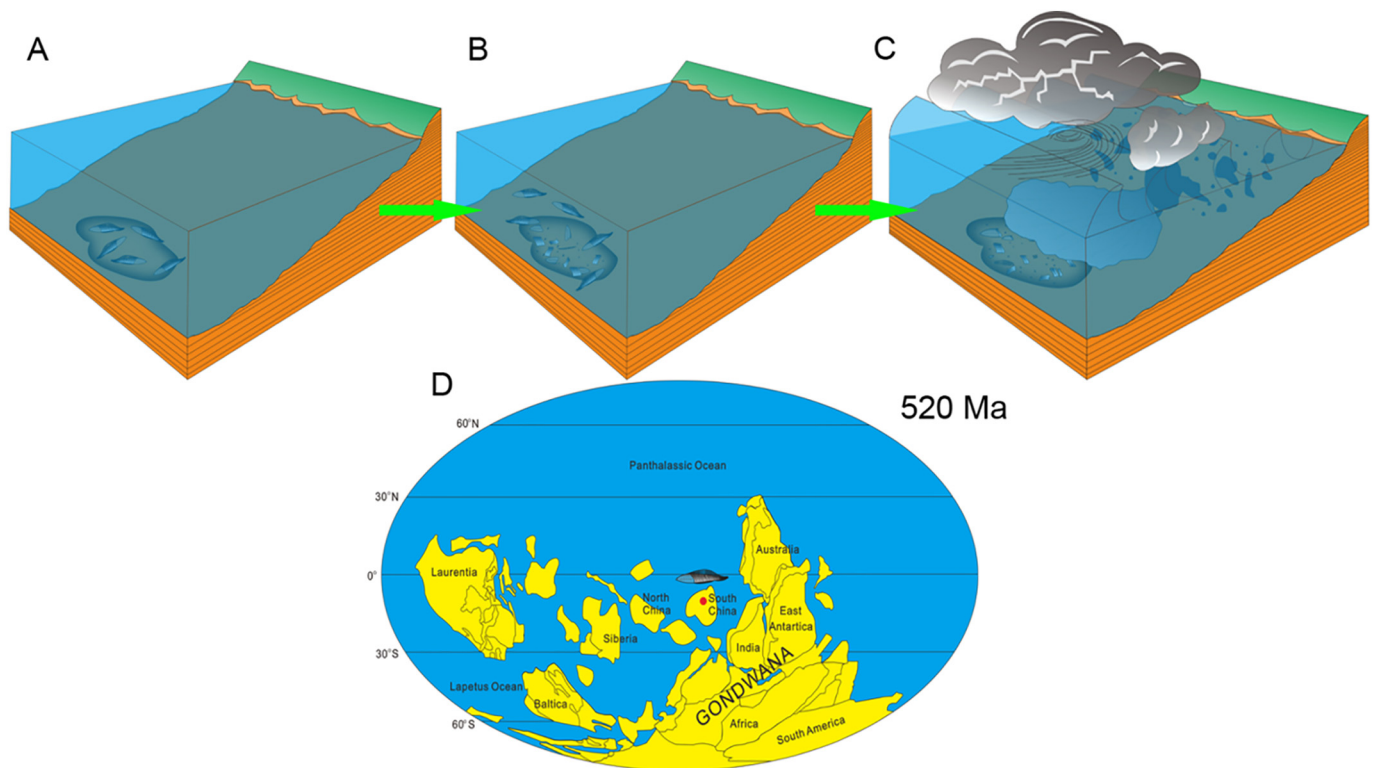 A
B
C
D
520 Ma
60°N
Panthalassic Ocean
30°N
Australia
Laurentia
0°
North
China
South
China
East
Antartica
Siberia
India
30°S
GONDWANA
Lapetus Ocean
Baltica
60°S
Africa
South America